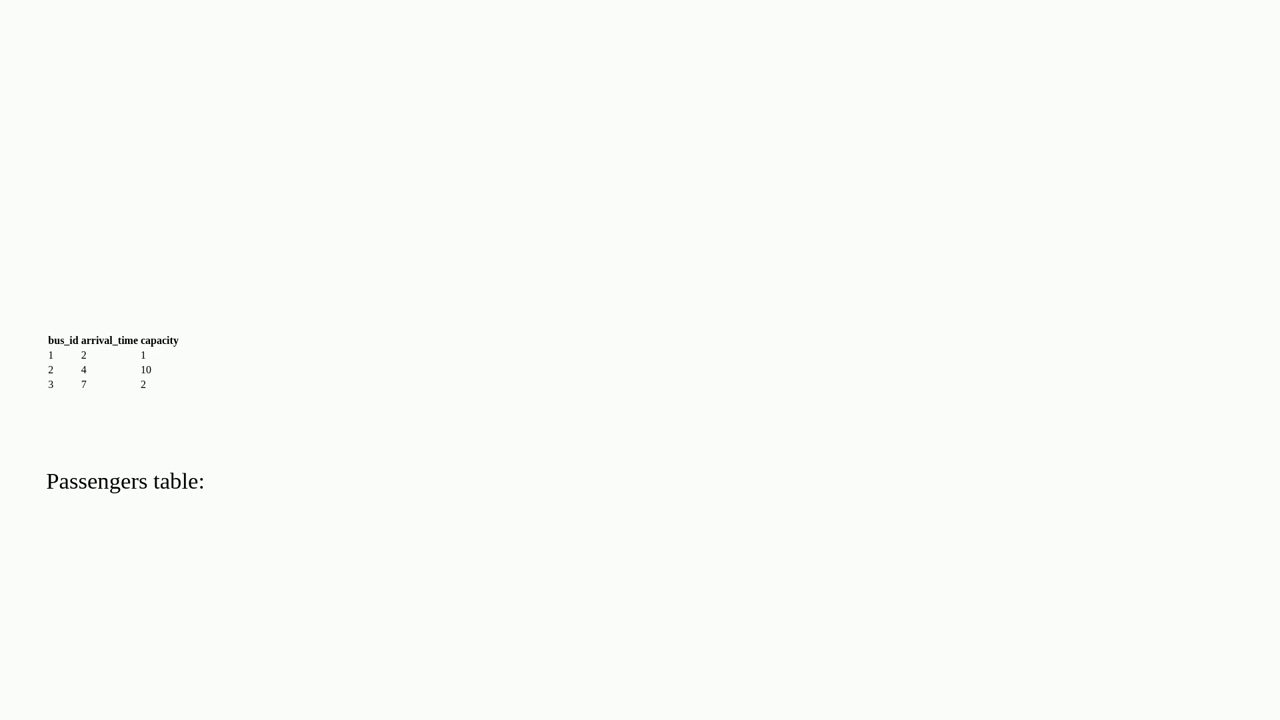 bus_id arrival_time capacity
1 2 1
2 4 10
3 7 2
Passengers table: